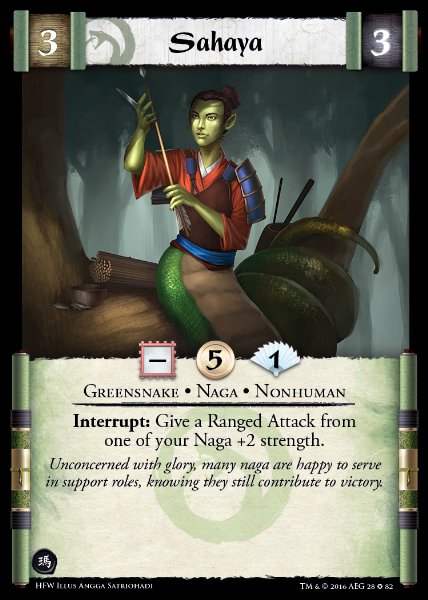 3 Sahaya 3
– 5 1
Greensnake • Naga • Nonhuman
Interrupt: Give a Ranged Attack from
one of your Naga +2 strength.
Unconcerned with glory, many naga are happy to serve
in support roles, knowing they still contribute to victory.
HFW Illus Angga Satriohadi
TM & © 2016 AEG 28 ✪ 82